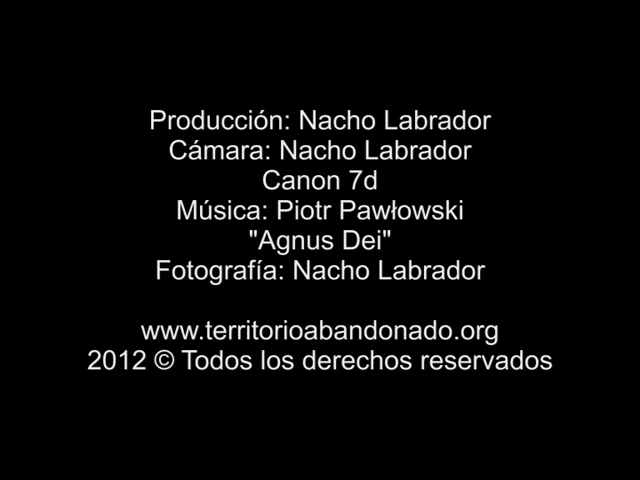 Producción: Nacho Labrador
Cámara: Nacho Labrador
Canon 7d
Música: Piotr Pawłowski
"Agnus Dei"
Fotografía: Nacho Labrador
www.territorioabandonado.org
2012 © Todos los derechos reservados